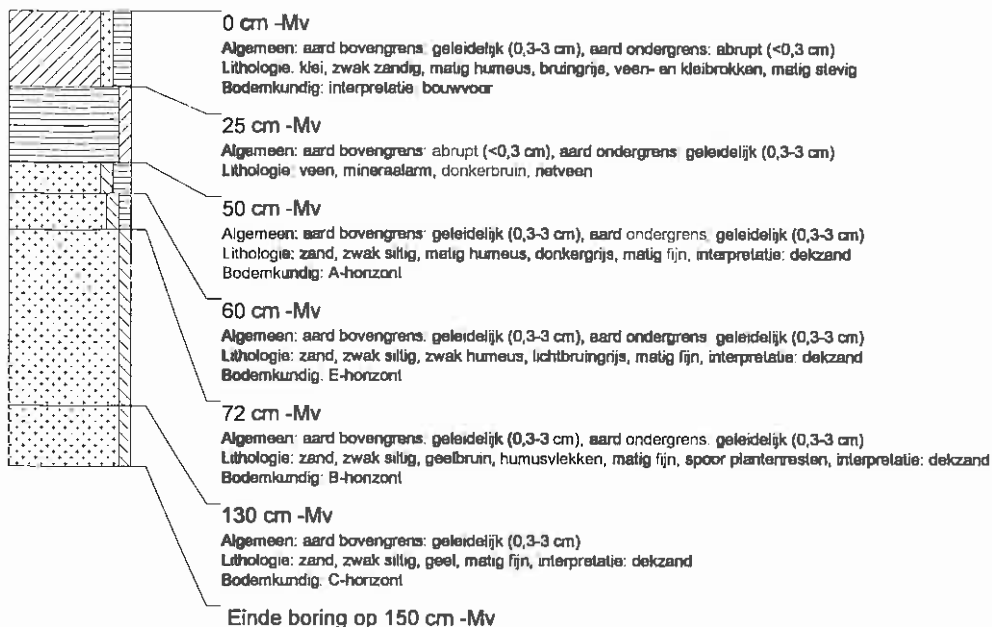 0 cm -Mv
Algemeen: aard bovengrens: geleidelijk (0,3-3 cm), aard ondergrens: abrupt (<0,3 cm)
Lithologie: klei, zwak zandig, matig humeus, bruingrijs, veen- en kleibrokken, matig stevig
Bodemkundig: interpretatie: bouwvoor
25 cm -Mv
Algemeen: aard bovengrens: abrupt (<0,3 cm), aard ondergrens: geleidelijk (0,3-3 cm)
Lithologie: veen, mineraalarm, donkerbruin, rietveen
50 cm -Mv
Algemeen: aard bovengrens: geleidelijk (0,3-3 cm), aard ondergrens: geleidelijk (0,3-3 cm)
Lithologie: zand, zwak siltig, matig humeus, donkergrijs, matig fijn, interpretatie: dekzand
Bodemkundig: A-horizont
60 cm -Mv
Algemeen: aard bovengrens: geleidelijk (0,3-3 cm), aard ondergrens: geleidelijk (0,3-3 cm)
Lithologie: zand, zwak siltig, zwak humeus, lichtbruingrijs, matig fijn, interpretatie: dekzand
Bodemkundig: E-horizont
72 cm -Mv
Algemeen: aard bovengrens: geleidelijk (0,3-3 cm), aard ondergrens: geleidelijk (0,3-3 cm)
Lithologie: zand, zwak siltig, geelbruin, humusvlekken, matig fijn, spoor plantenresten, interpretatie: dekzand
Bodemkundig: B-horizont
130 cm -Mv
Algemeen: aard bovengrens: geleidelijk (0,3-3 cm)
Lithologie: zand, zwak siltig, geel, matig fijn, interpretatie: dekzand
Bodemkundig: C-horizont
Einde boring op 150 cm -Mv